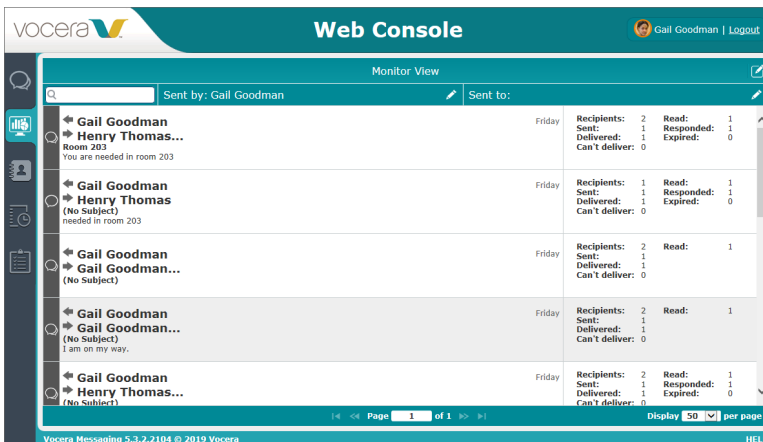 vocera
Web Console
Gail Goodman | Logout
Monitor View
Sent by: Gail Goodman
Sent to:
Gail Goodman
Henry Thomas...
Room 203
You are needed in room 203
Friday
Recipients: 2 Read: 1
Sent: 1 Responded: 1
Delivered: 1 Expired: 0
Can't deliver: 0
Gail Goodman
Henry Thomas
(No Subject)
needed in room 203
Friday
Recipients: 1 Read: 1
Sent: 1 Responded: 1
Delivered: 1 Expired: 0
Can't deliver: 0
Gail Goodman
Gail Goodman...
(No Subject)
Friday
Recipients: 2 Read: 1
Sent: 1
Delivered: 1
Can't deliver: 0
Gail Goodman
Gail Goodman...
(No Subject)
I am on my way.
Friday
Recipients: 2 Read: 1
Sent: 1
Delivered: 1
Can't deliver: 0
Gail Goodman
Henry Thomas...
(No Subject)
Friday
Recipients: 2 Read: 1
Sent: 1 Responded: 1
Delivered: 1 Expired: 0
Can't deliver: 0
Page 1 of 1
Display 50 per page
Vocera Messaging 5.3.2.2104 © 2019 Vocera